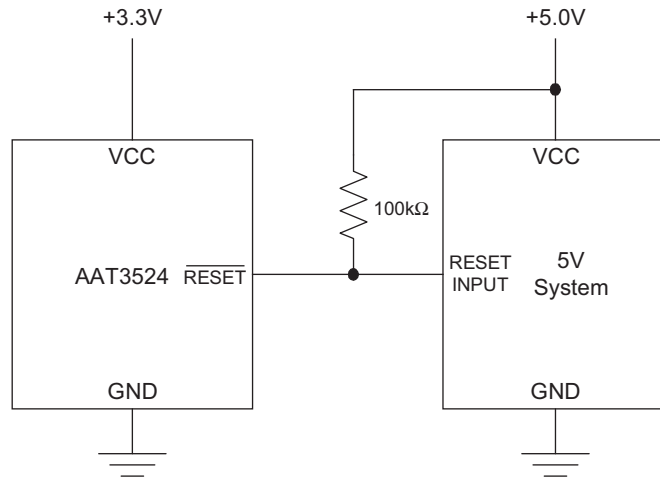 +3.3V
+5.0V
VCC
VCC
100kΩ
AAT3524
RESET
RESET
INPUT
5V
System
GND
GND